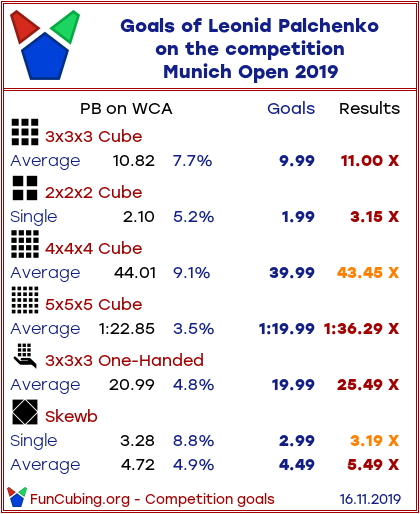 Goals of Leonid Palchenko
on the competition
Munich Open 2019
PB on WCA Goals Results
3x3x3 Cube
Average 10.82 7.7% 9.99 11.00 X
2x2x2 Cube
Single 2.10 5.2% 1.99 3.15 X
4x4x4 Cube
Average 44.01 9.1% 39.99 43.45 X
5x5x5 Cube
Average 1:22.85 3.5% 1:19.99 1:36.29 X
3x3x3 One-Handed
Average 20.99 4.8% 19.99 25.49 X
Skewb
Single 3.28 8.8% 2.99 3.19 X
Average 4.72 4.9% 4.49 5.49 X
FunCubing.org - Competition goals 16.11.2019